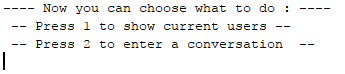 ---- Now you can choose what to do : ----
-- Press 1 to show current users --
-- Press 2 to enter a conversation  --